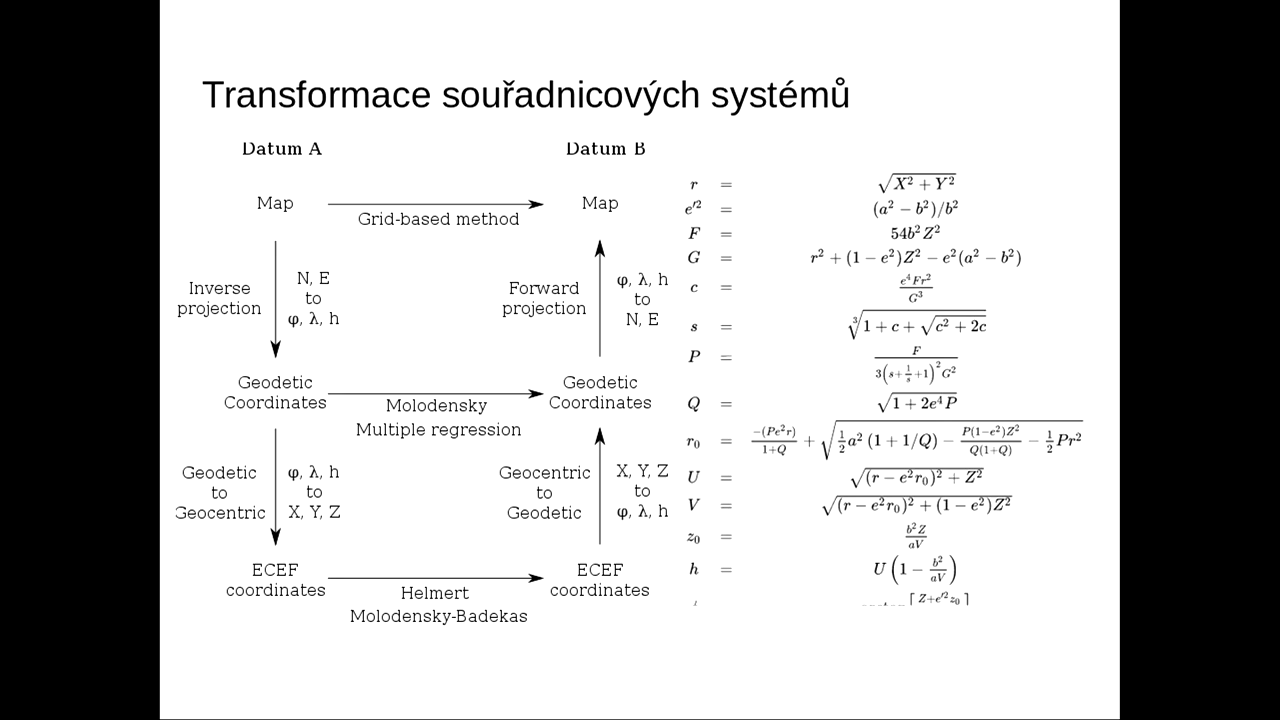 Transformace souřadnicových systémů
Datum A
Datum B
Map
Grid-based method
Map
Inverse
projection
N, E
to
φ, λ, h
Forward
projection
φ, λ, h
to
N, E
Geodetic
Coordinates
Molodensky
Multiple regression
Geodetic
Coordinates
Geodetic
to
Geocentric
φ, λ, h
to
X, Y, Z
Geocentric
to
Geodetic
X, Y, Z
to
φ, λ, h
ECEF
coordinates
Helmert
Molodensky-Badekas
ECEF
coordinates
r = √(X² + Y²)
e′² = (a² − b²)/b²
F = 54b²Z²
G = r² + (1 − e²)Z² − e²(a² − b²)
c = e⁴Fr²/G³
s = ∛(1 + c + √(c² + 2c))
P = F/(3(s + 1/s + 1)²G²)
Q = √(1 + 2e⁴P)
r₀ = −(Pe²r)/(1+Q) + √(½a²(1 + 1/Q) − P(1−e²)Z²/(Q(1+Q)) − ½Pr²)
U = √((r − e²r₀)² + Z²)
V = √((r − e²r₀)² + (1 − e²)Z²)
z₀ = b²Z/(aV)
h = U(1 − b²/(aV))
[Z+e′²z₀]